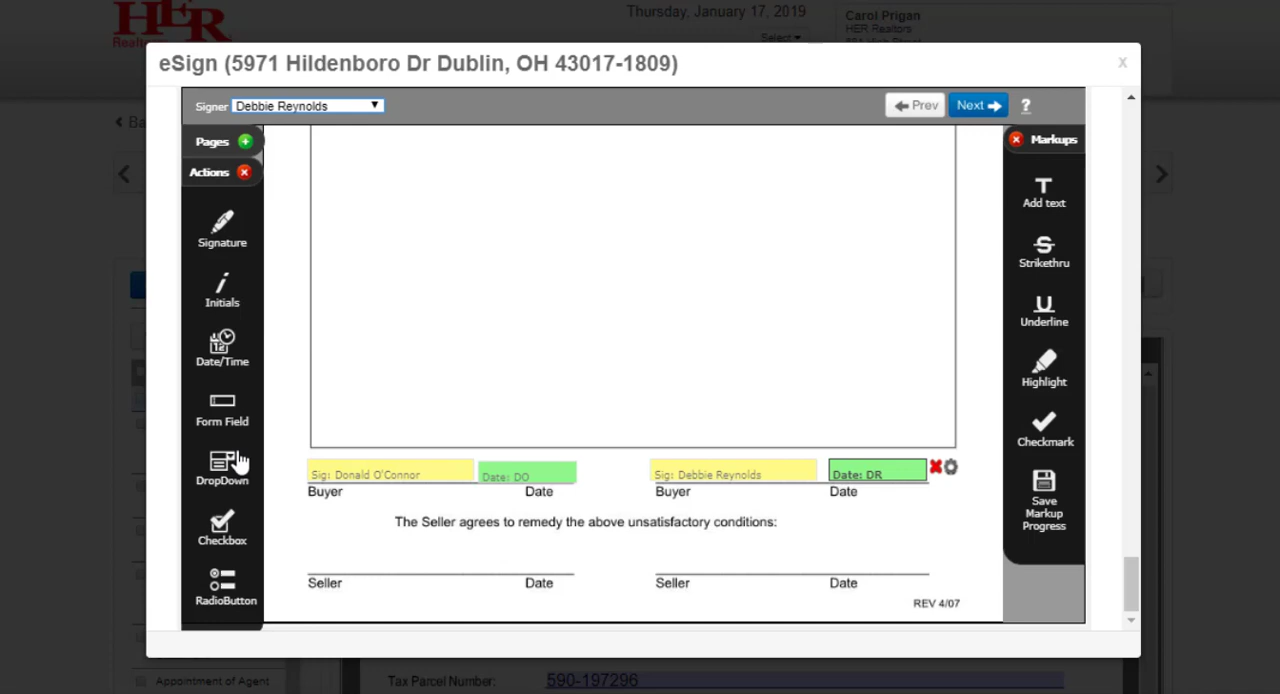 HER
Realtors
Thursday, January 17, 2019
Select
Carol Prigan
HER Realtors
eSign (5971 Hildenboro Dr Dublin, OH 43017-1809)
X
Signer Debbie Reynolds
Prev
Next
?
Pages
Actions
Signature
Initials
Date/Time
Form Field
DropDown
Checkbox
RadioButton
Markups
Add text
Strikethru
Underline
Highlight
Checkmark
Save
Markup
Progress
Sig: Donald O'Connor Date: DO Sig: Debbie Reynolds Date: DR
Buyer Date Buyer Date
The Seller agrees to remedy the above unsatisfactory conditions:
Seller Date Seller Date
REV 4/07
Appointment of Agent
Tax Parcel Number: 590-197296